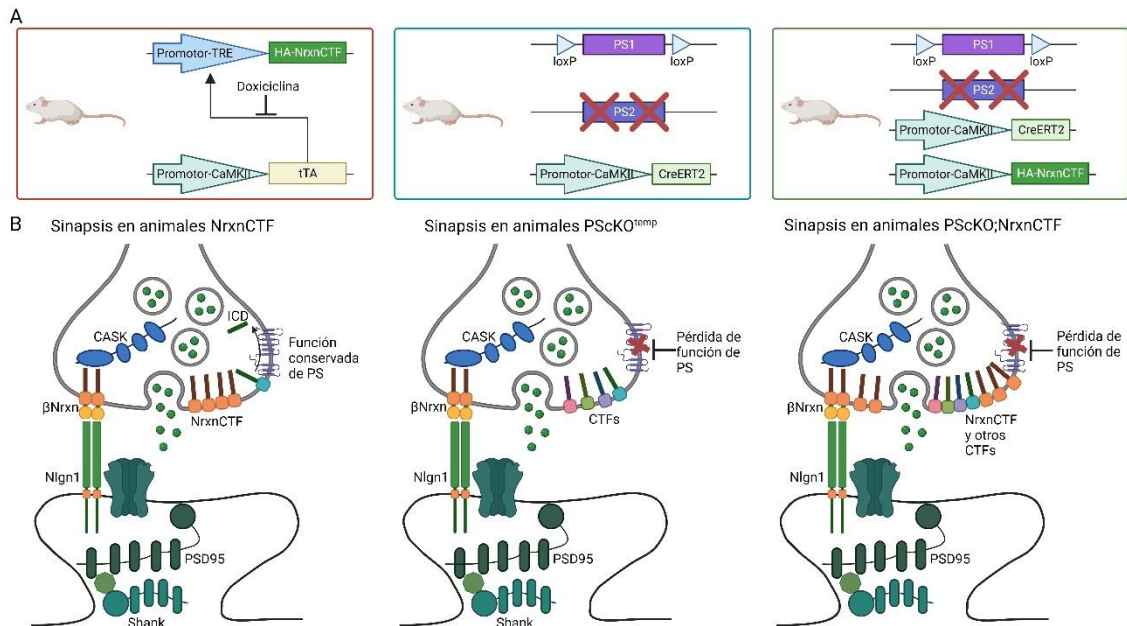 A
Promotor-TRE
HA-NrxnCTF
Doxiciclina
Promotor-CaMKII
tTA
PS1
loxP
loxP
PS2
Promotor-CaMKII
CreERT2
PS1
loxP
loxP
PS2
Promotor-CaMKII
CreERT2
Promotor-CaMKII
HA-NrxnCTF
B
Sinapsis en animales NrxnCTF
ICD
CASK
Función
conservada
de PS
βNrxn
NrxnCTF
Nlgn1
PSD95
Shank
Sinapsis en animales PScKOtemp
CASK
Pérdida de
función de
PS
βNrxn
CTFs
Nlgn1
PSD95
Shank
Sinapsis en animales PScKO;NrxnCTF
CASK
Pérdida de
función de
PS
βNrxn
NrxnCTF
y otros
CTFs
Nlgn1
PSD95
Shank